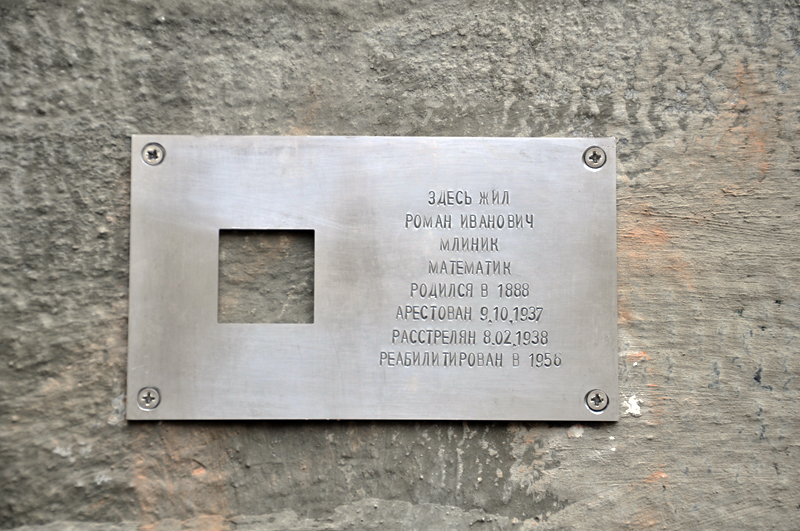 ЗДЕСЬ ЖИЛ
РОМАН ИВАНОВИЧ
МЛИНИК
МАТЕМАТИК
РОДИЛСЯ В 1888
АРЕСТОВАН 9.10.1937
РАССТРЕЛЯН 8.02.1938
РЕАБИЛИТИРОВАН В 1956